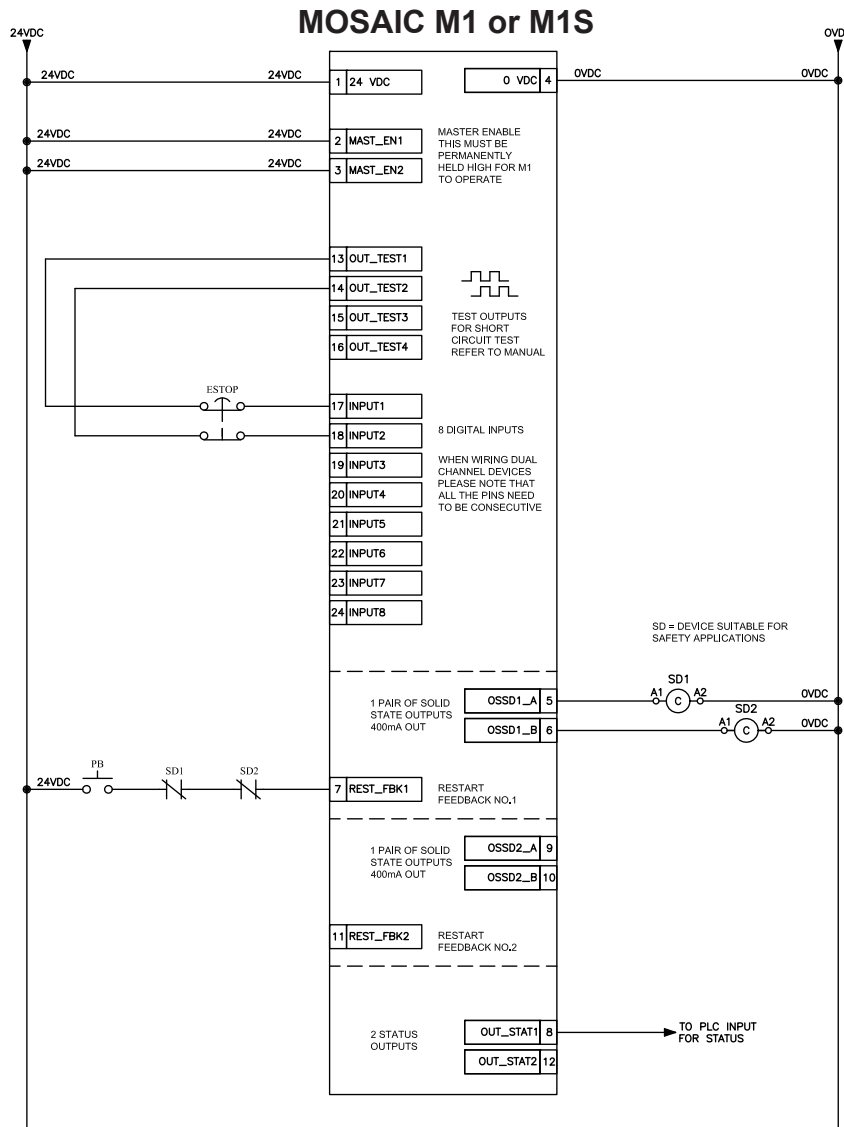 MOSAIC M1 or M1S
24VDC
24VDC 24VDC 1 24 VDC
0 VDC 4 0VDC 0VDC
24VDC 24VDC 2 MAST_EN1
24VDC 24VDC 3 MAST_EN2
MASTER ENABLE
THIS MUST BE
PERMANENTLY
HELD HIGH FOR M1
TO OPERATE
13 OUT_TEST1
14 OUT_TEST2
15 OUT_TEST3
16 OUT_TEST4
TEST OUTPUTS
FOR SHORT
CIRCUIT TEST
REFER TO MANUAL
ESTOP
17 INPUT1
18 INPUT2
19 INPUT3
20 INPUT4
21 INPUT5
22 INPUT6
23 INPUT7
24 INPUT8
8 DIGITAL INPUTS
WHEN WIRING DUAL
CHANNEL DEVICES
PLEASE NOTE THAT
ALL THE PINS NEED
TO BE CONSECUTIVE
SD = DEVICE SUITABLE FOR
SAFETY APPLICATIONS
1 PAIR OF SOLID
STATE OUTPUTS
400mA OUT
OSSD1_A 5
SD1
A1 C A2 0VDC
OSSD1_B 6
SD2
A1 C A2 0VDC
24VDC PB SD1 SD2
7 REST_FBK1
RESTART
FEEDBACK NO.1
1 PAIR OF SOLID
STATE OUTPUTS
400mA OUT
OSSD2_A 9
OSSD2_B 10
11 REST_FBK2
RESTART
FEEDBACK NO.2
2 STATUS
OUTPUTS
OUT_STAT1 8
OUT_STAT2 12
TO PLC INPUT
FOR STATUS